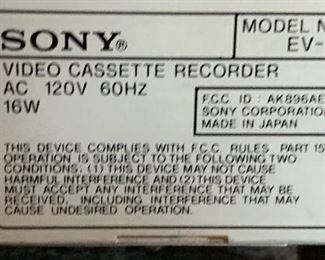 SONY®
MODEL N
EV-
VIDEO CASSETTE RECORDER
AC 120V 60HZ
16W
F.C.C. ID : AK896AE
SONY CORPORATION
MADE IN JAPAN
THIS DEVICE COMPLIES WITH F.C.C. RULES PART 15
OPERATION IS SUBJECT TO THE FOLLOWING TWO
CONDITIONS: (1) THIS DEVICE MAY NOT CAUSE
HARMFUL INTERFERENCE AND (2) THIS DEVICE
MUST ACCEPT ANY INTERFERENCE THAT MAY BE
RECEIVED, INCLUDING INTERFERENCE THAT MAY
CAUSE UNDESIRED OPERATION.